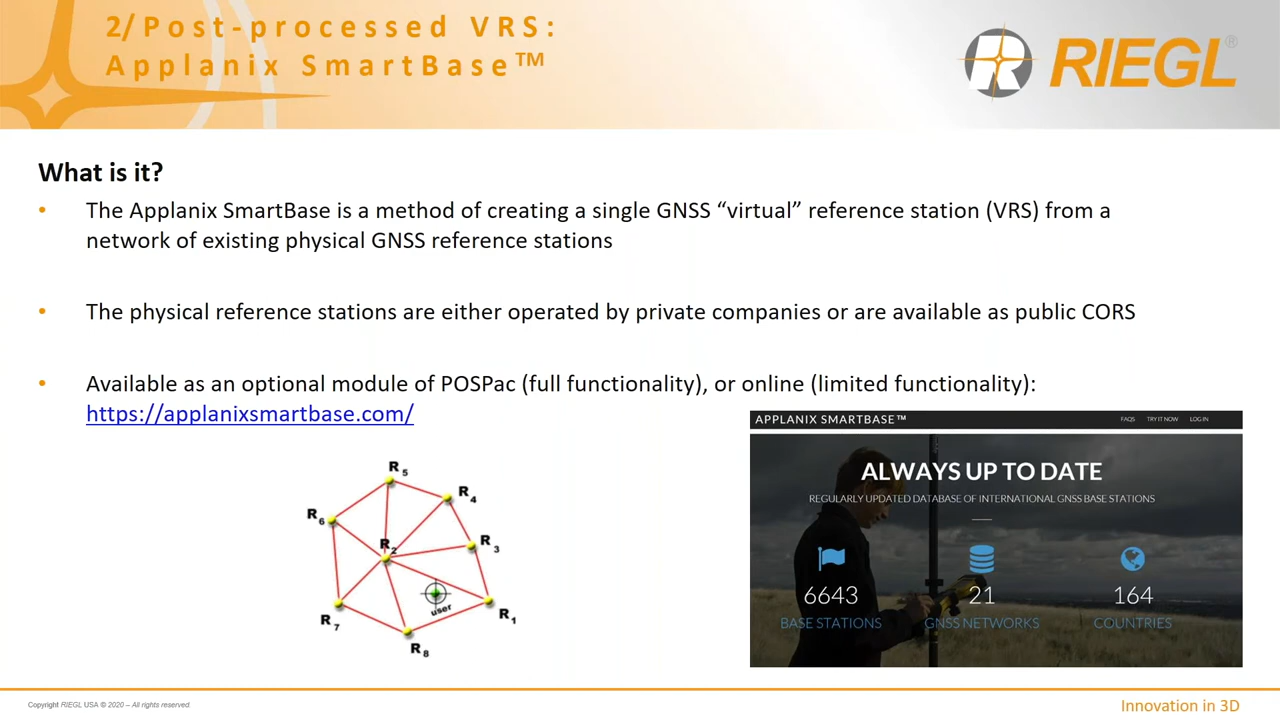 2/Post-processed VRS:
Applanix SmartBase™
RIEGL®
What is it?
• The Applanix SmartBase is a method of creating a single GNSS “virtual” reference station (VRS) from a
network of existing physical GNSS reference stations
• The physical reference stations are either operated by private companies or are available as public CORS
• Available as an optional module of POSPac (full functionality), or online (limited functionality):
https://applanixsmartbase.com/
APPLANIX SMARTBASE™ FAQS TRY IT NOW LOG IN
ALWAYS UP TO DATE
REGULARLY UPDATED DATABASE OF INTERNATIONAL GNSS BASE STATIONS
6643 21 164
BASE STATIONS GNSS NETWORKS COUNTRIES
R5
R4
R6
R2
R3
user
R1
R7
R8
Copyright RIEGL USA © 2020 – All rights reserved.
Innovation in 3D